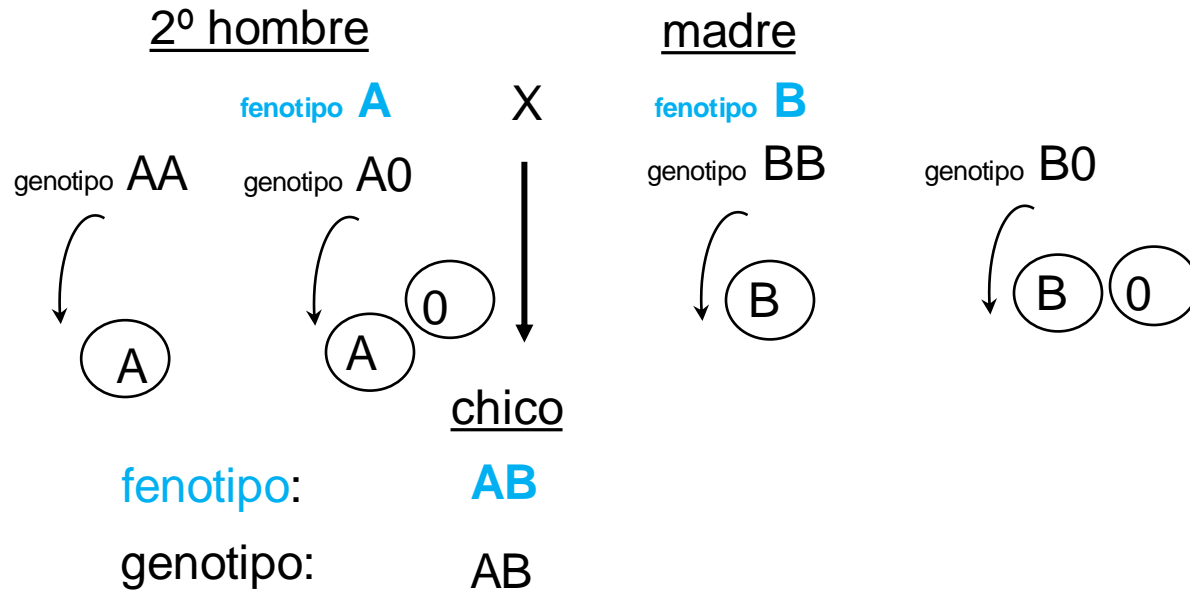 2º hombre madre
fenotipo A X fenotipo B
genotipo AA genotipo A0 genotipo BB genotipo B0
A A 0 B B 0
chico
fenotipo: AB
genotipo: AB